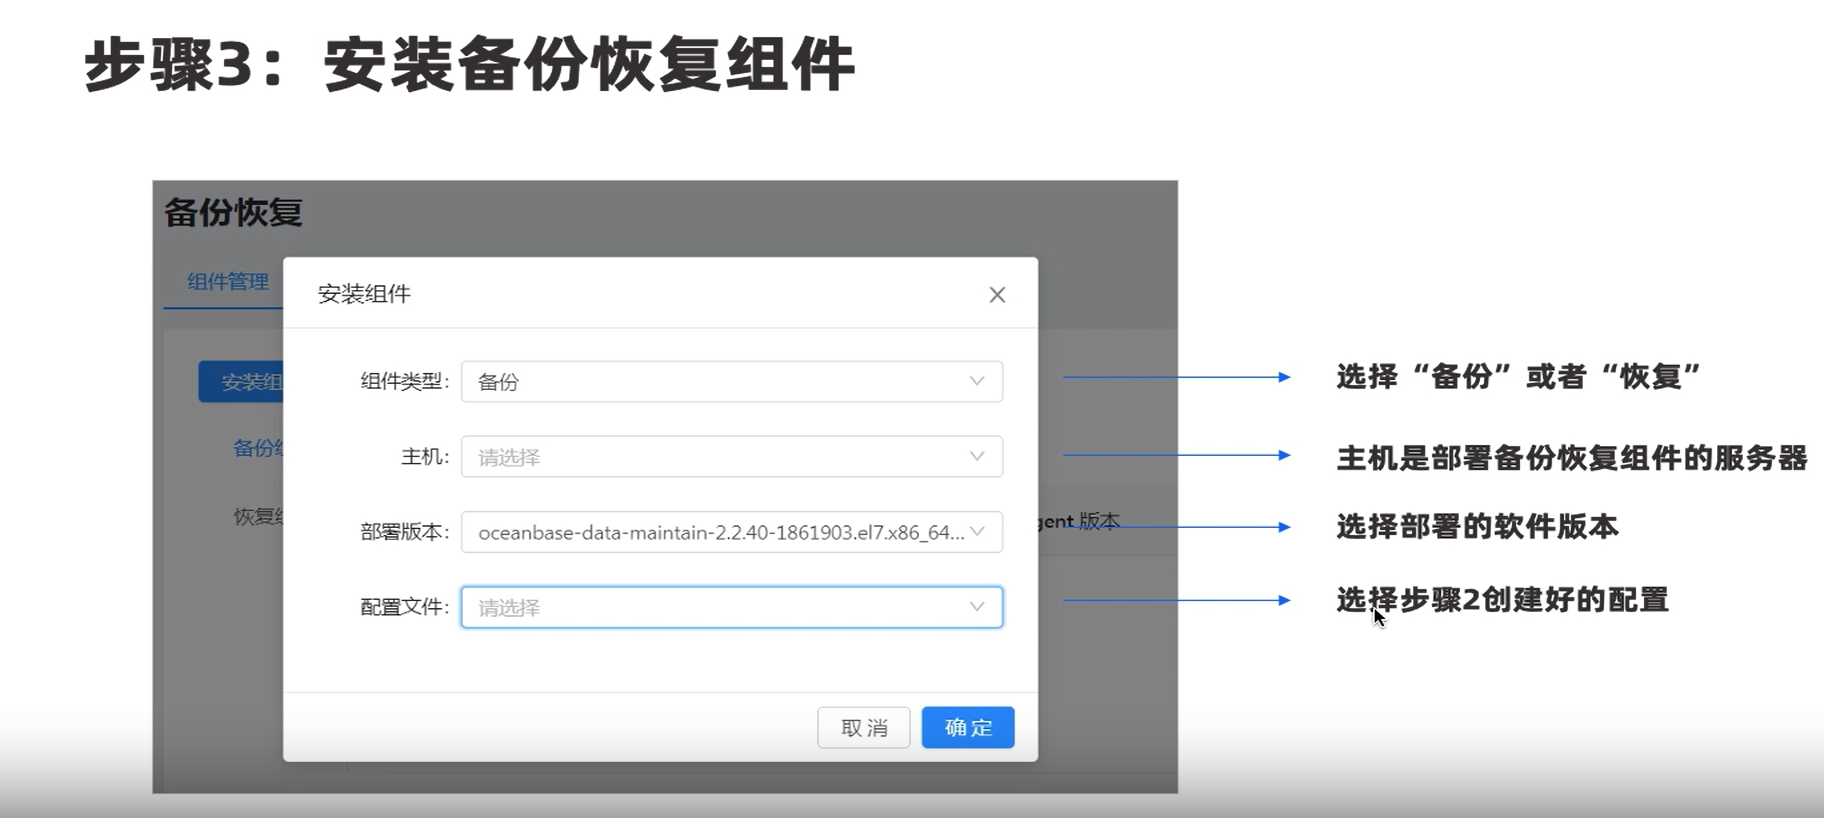 步骤3：安装备份恢复组件
备份恢复
组件管理
安装组件
安装组
组件类型：
备份
选择“备份”或者“恢复”
备份
主机：
请选择
主机是部署备份恢复组件的服务器
恢复
部署版本：
oceanbase-data-maintain-2.2.40-1861903.el7.x86_64...
gent 版本
选择部署的软件版本
配置文件：
请选择
选择步骤2创建好的配置
取 消
确 定